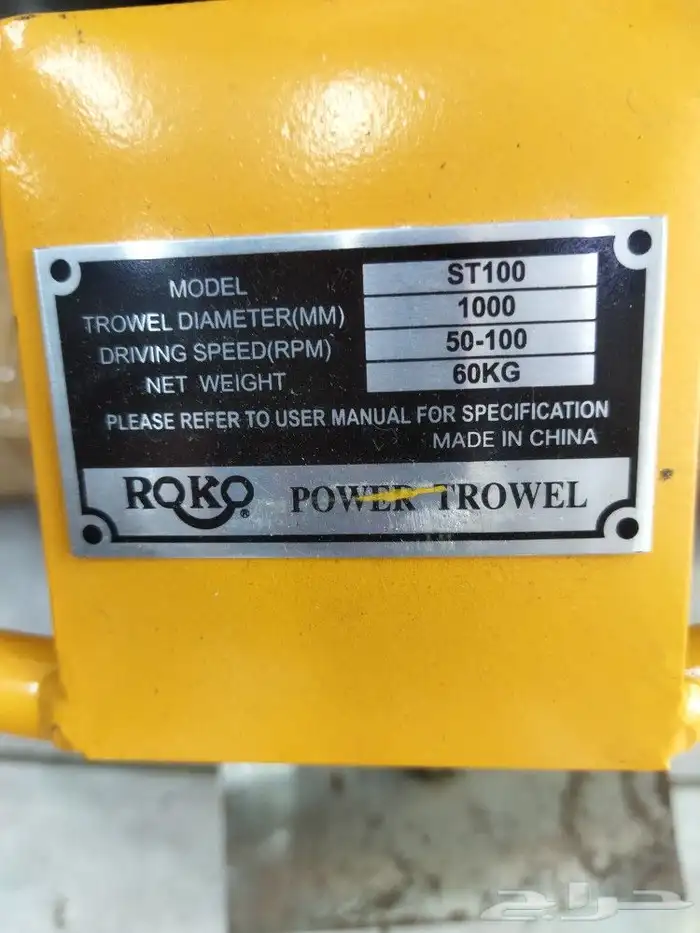 MODEL ST100
TROWEL DIAMETER(MM) 1000
DRIVING SPEED(RPM) 50-100
NET WEIGHT 60KG
PLEASE REFER TO USER MANUAL FOR SPECIFICATION
MADE IN CHINA
ROKO® POWER TROWEL
حراج